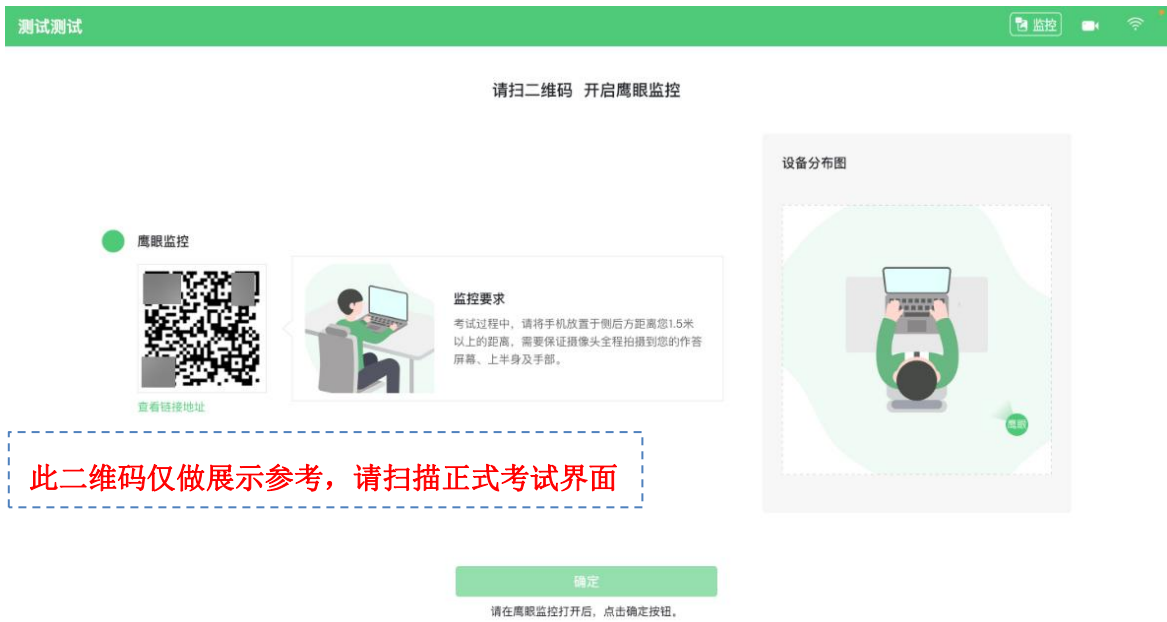 测试测试
监控
请扫二维码 开启鹰眼监控
设备分布图
鹰眼监控
监控要求
考试过程中，请将手机放置于侧后方距离您1.5米
以上的距离，需要保证摄像头全程拍摄到您的作答
屏幕、上半身及手部。
查看链接地址
鹰眼
此二维码仅做展示参考，请扫描正式考试界面
确定
请在鹰眼监控打开后，点击确定按钮。